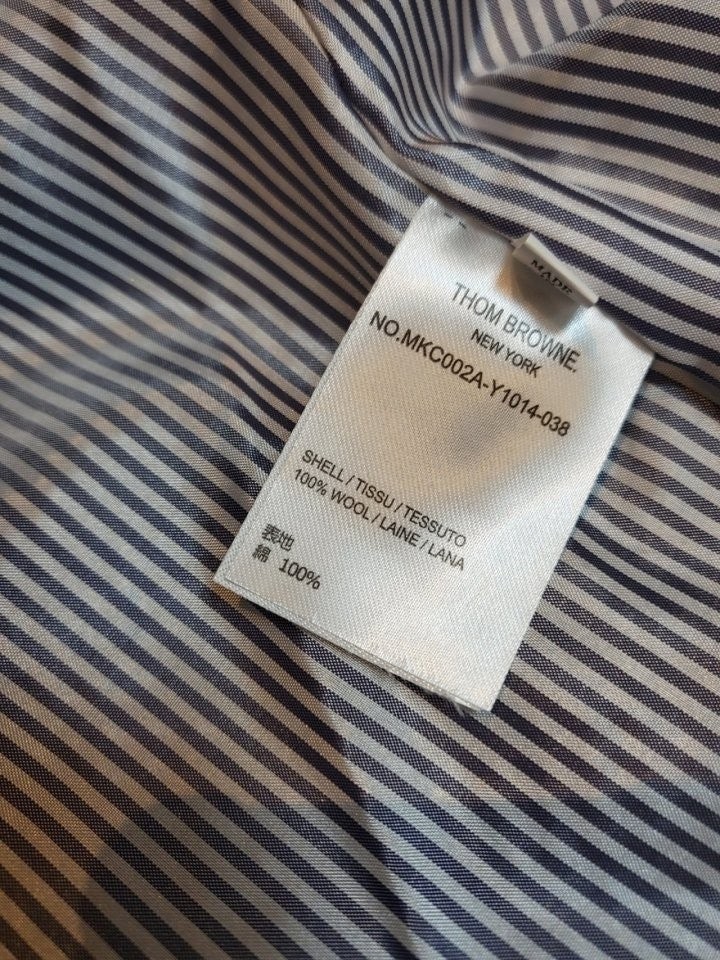 MADE
THOM BROWNE.
NEW YORK
NO.MKC002A-Y1014-038
SHELL / TISSU / TESSUTO
100% WOOL / LAINE / LANA
表地
綿 100%